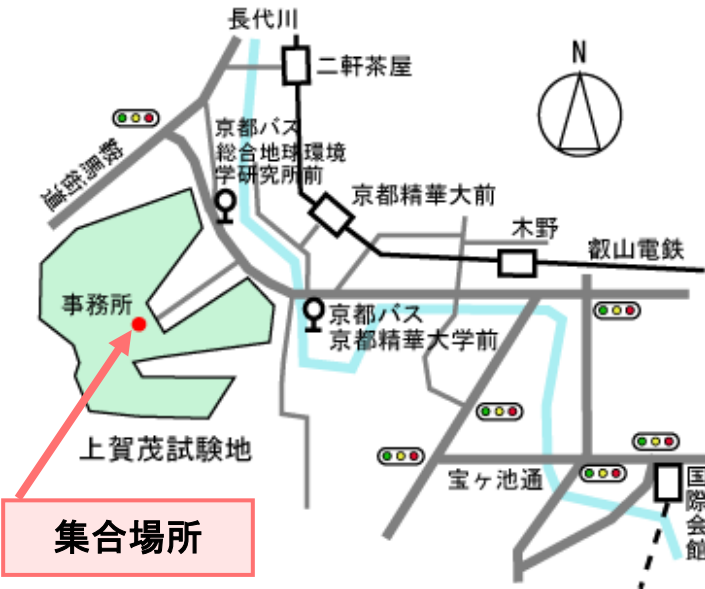 長代川
二軒茶屋
N
京都バス
総合地球環境
学研究所前
鞍馬街道
京都精華大前
木野
叡山電鉄
事務所
京都バス
京都精華大学前
上賀茂試験地
宝ヶ池通
国際会館
集合場所